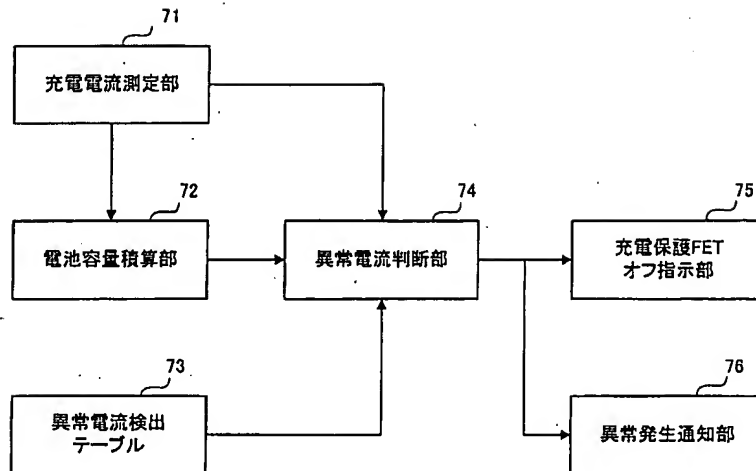 71
充電電流測定部
72
電池容量積算部
74
異常電流判断部
75
充電保護FET
オフ指示部
73
異常電流検出
テーブル
76
異常発生通知部